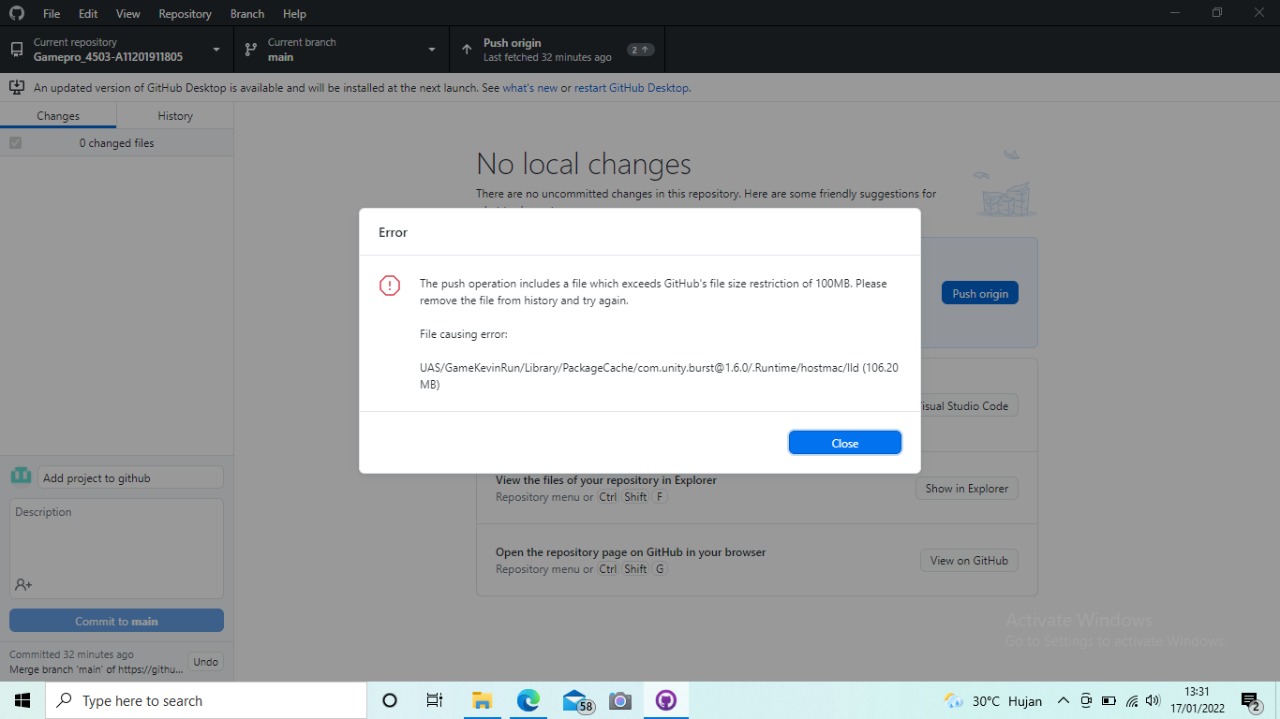 File Edit View Repository Branch Help
Current repository
Gamepro_4503-A11201911805
Current branch
main
Push origin
Last fetched 32 minutes ago
2
An updated version of GitHub Desktop is available and will be installed at the next launch. See what's new or restart GitHub Desktop.
Changes
History
0 changed files
No local changes
There are no uncommitted changes in this repository. Here are some friendly suggestions for
Error
The push operation includes a file which exceeds GitHub's file size restriction of 100MB. Please
remove the file from history and try again.
File causing error:
UAS/GameKevinRun/Library/PackageCache/com.unity.burst@1.6.0/.Runtime/hostmac/lld (106.20
MB)
Close
Push origin
isual Studio Code
View the files of your repository in Explorer
Repository menu or Ctrl Shift F
Show in Explorer
Open the repository page on GitHub in your browser
Repository menu or Ctrl Shift G
View on GitHub
Add project to github
Description
Commit to main
Committed 32 minutes ago
Merge branch 'main' of https://githu...
Undo
Activate Windows
Go to Settings to activate Windows.
Type here to search
58
30°C Hujan
13:31
17/01/2022
2